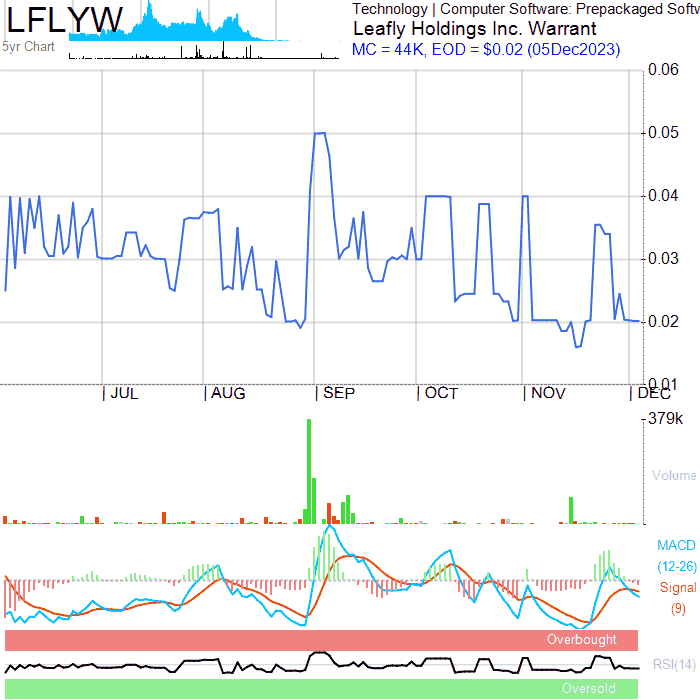 LFLYW
5yr Chart
Technology | Computer Software: Prepackaged Softw
Leafly Holdings Inc. Warrant
MC = 44K, EOD = $0.02 (05Dec2023)
0.06
0.05
0.04
0.03
0.02
0.01
JUL AUG SEP OCT NOV DEC
379k
Volume
MACD
(12-26)
Signal
(9)
Overbought
RSI(14)
Oversold